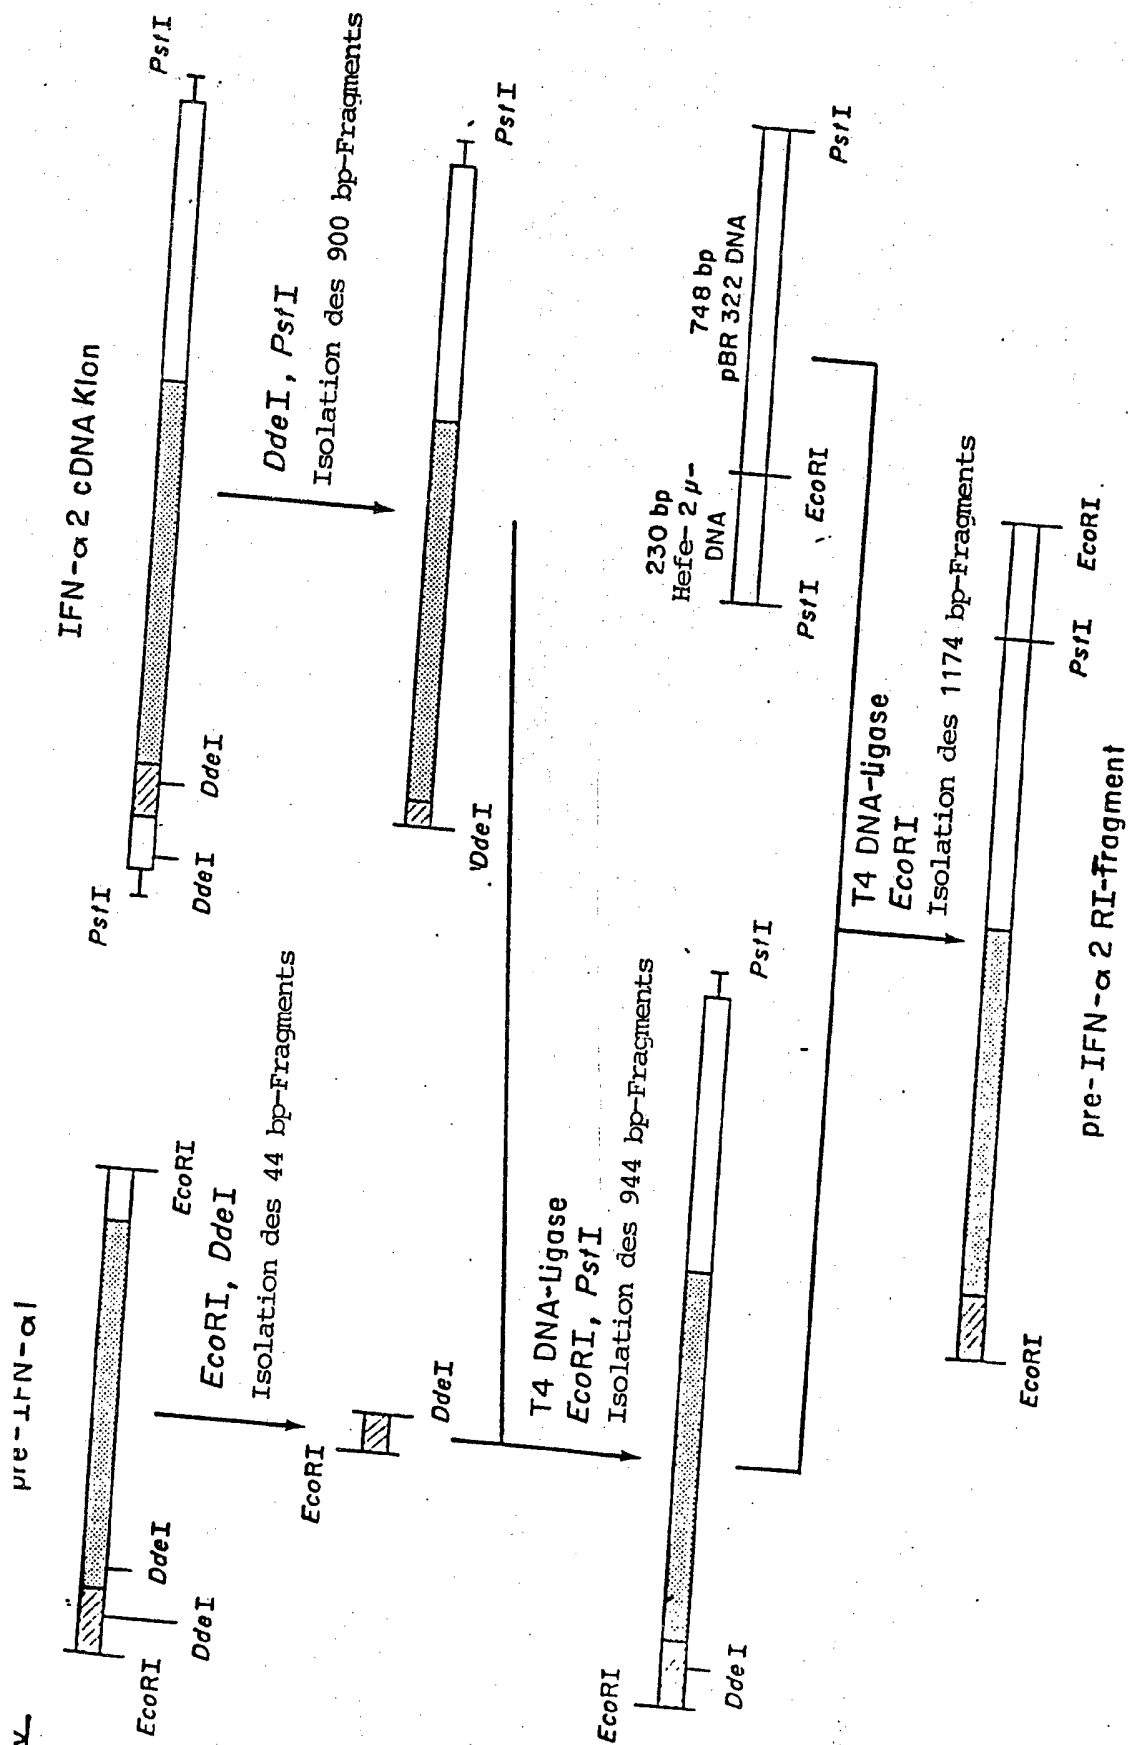 pre-IFN-α1
EcoRI
DdeI
DdeI
EcoRI
EcoRI, DdeI
Isolation des 44 bp-Fragments
EcoRI
DdeI
IFN-α2 cDNA Klon
PstI
DdeI
DdeI
PstI
DdeI, PstI
Isolation des 900 bp-Fragments
DdeI
PstI
T4 DNA-Ligase
EcoRI, PstI
Isolation des 944 bp-Fragments
EcoRI
DdeI
PstI
230 bp
Hefe-2 μ-
DNA
748 bp
pBR 322 DNA
PstI
EcoRI
PstI
T4 DNA-Ligase
EcoRI
Isolation des 1174 bp-Fragments
EcoRI
PstI
EcoRI
pre-IFN-α2 RI-Fragment